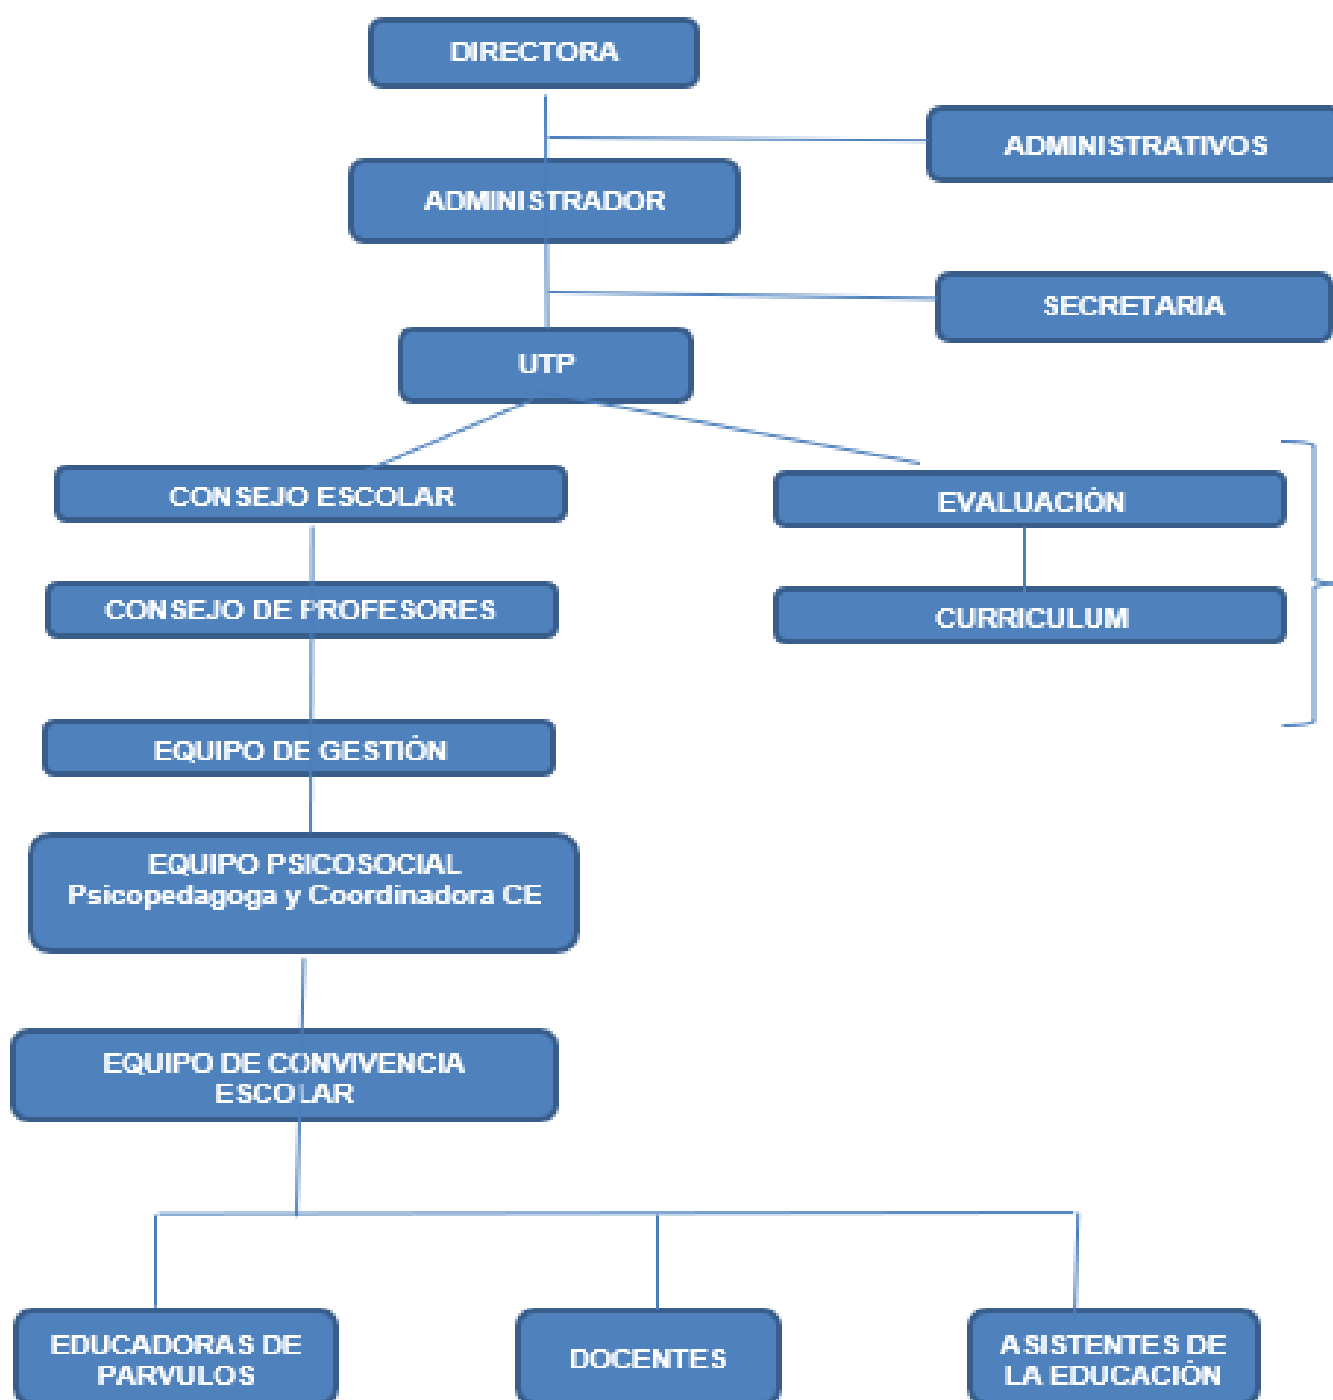 DIRECTORA
ADMINISTRATIVOS
ADMINISTRADOR
SECRETARIA
UTP
CONSEJO ESCOLAR
EVALUACIÓN
CONSEJO DE PROFESORES
CURRICULUM
EQUIPO DE GESTIÓN
EQUIPO PSICOSOCIAL
Psicopedagoga y Coordinadora CE
EQUIPO DE CONVIVENCIA
ESCOLAR
EDUCADORAS DE
PARVULOS
DOCENTES
ASISTENTES DE
LA EDUCACIÓN